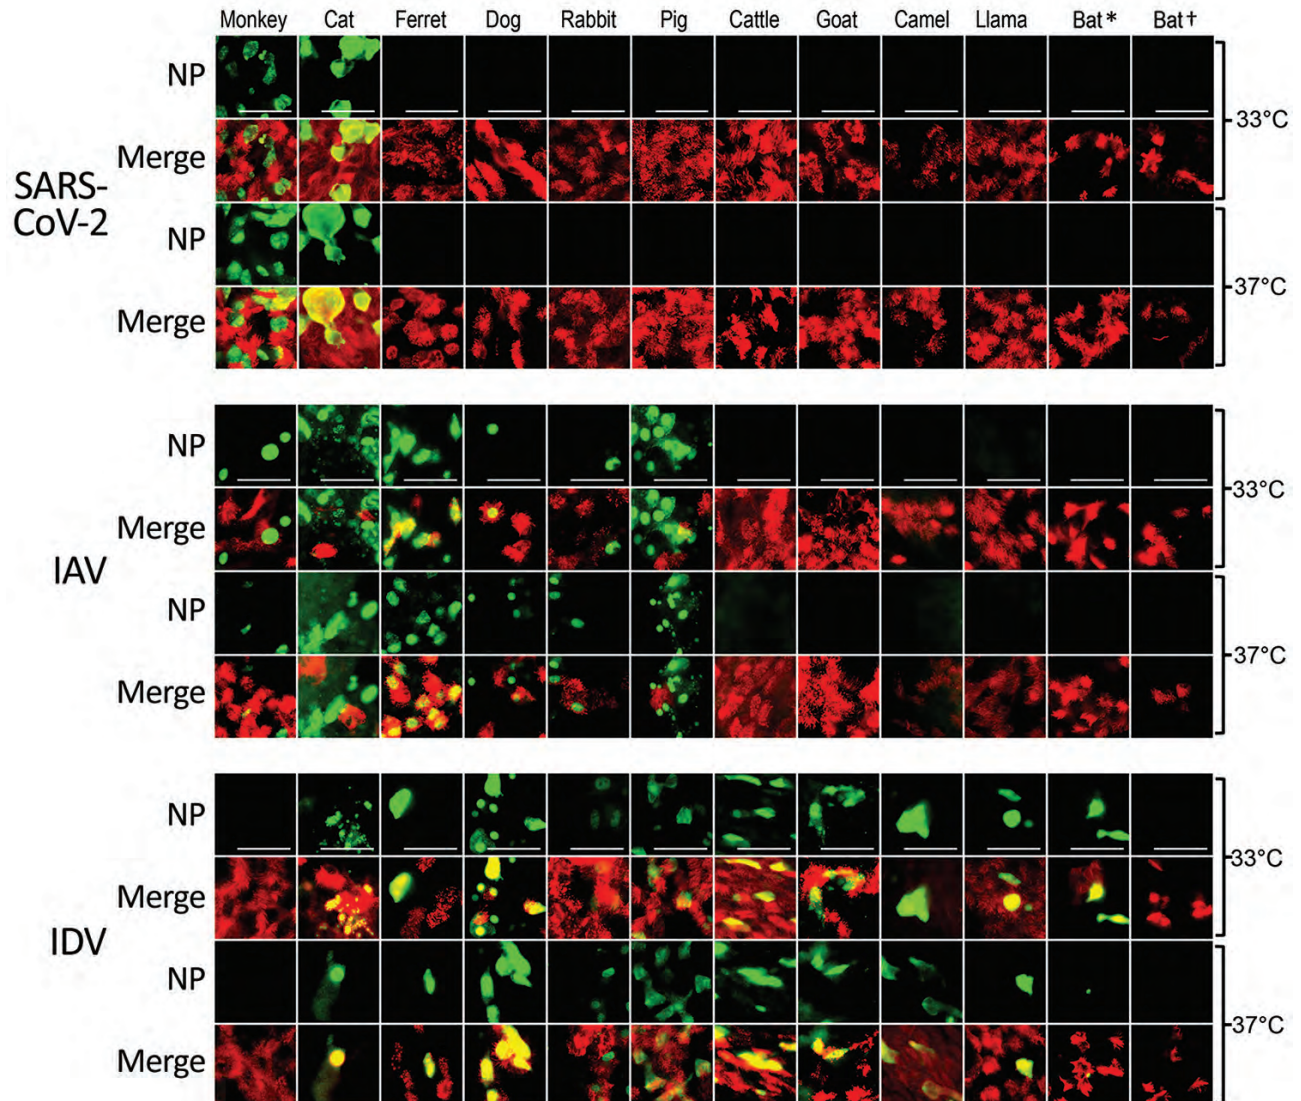 Monkey Cat Ferret Dog Rabbit Pig Cattle Goat Camel Llama Bat* Bat†
NP
33°C
Merge
SARS-
CoV-2
NP
37°C
Merge
NP
33°C
Merge
IAV
NP
37°C
Merge
NP
33°C
Merge
IDV
NP
37°C
Merge